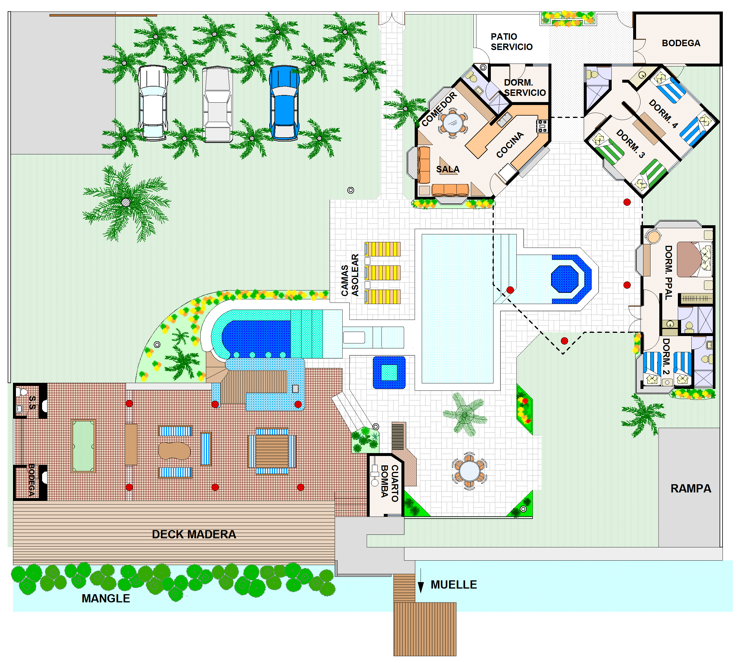 PATIO
SERVICIO
BODEGA
DORM.
SERVICIO
COMEDOR
COCINA
SALA
DORM. 4
DORM. 3
CAMAS
ASOLEAR
DORM. PPAL
DORM. 2
S.S
BODEGA
CUARTO
BOMBA
RAMPA
DECK MADERA
MUELLE
MANGLE